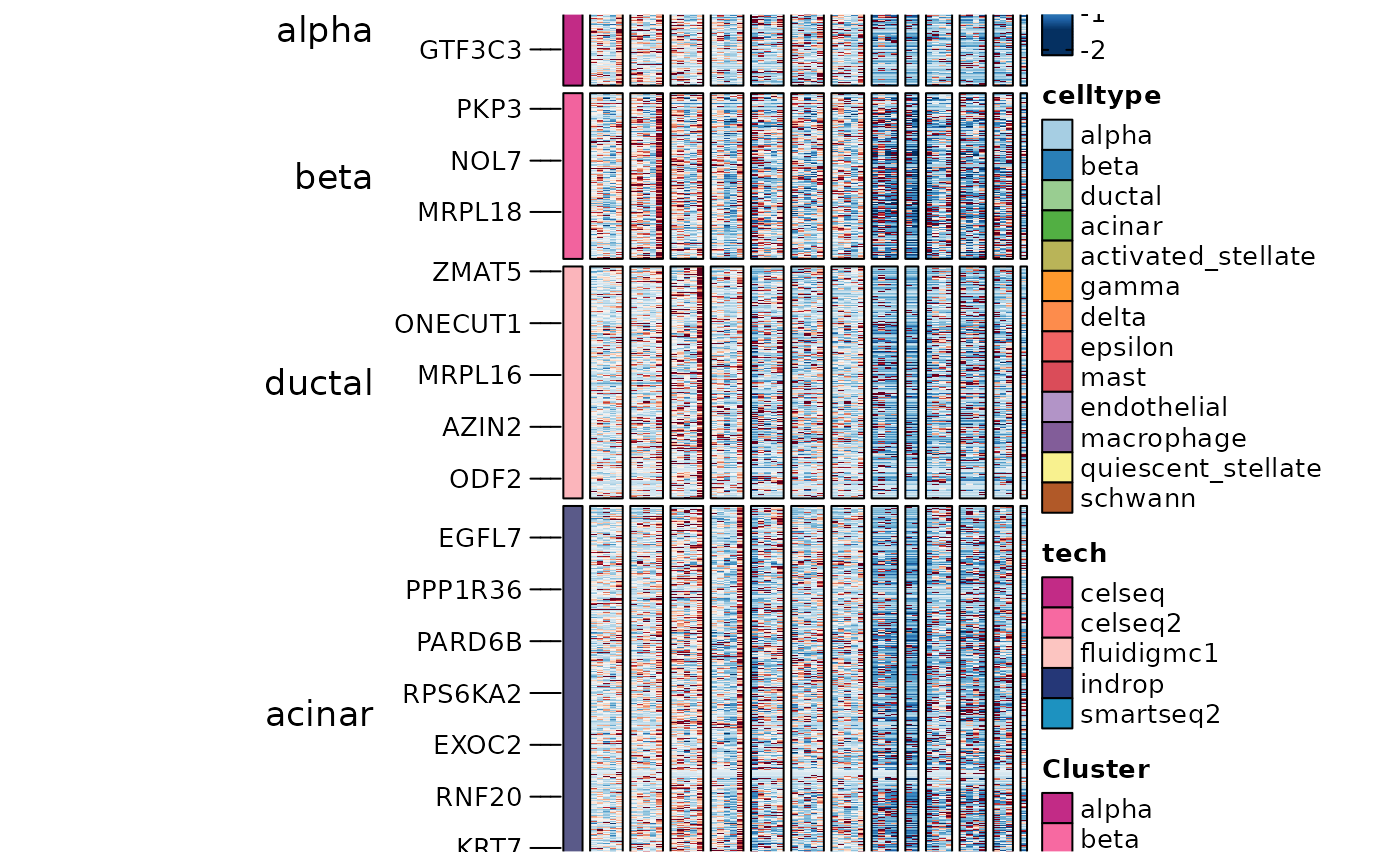 alpha
GTF3C3
PKP3
beta
NOL7
MRPL18
ZMAT5
ONECUT1
ductal
MRPL16
AZIN2
ODF2
EGFL7
PPP1R36
PARD6B
RPS6KA2
acinar
EXOC2
RNF20
KRT7
-1
-2
celltype
alpha
beta
ductal
acinar
activated_stellate
gamma
delta
epsilon
mast
endothelial
macrophage
quiescent_stellate
schwann
tech
celseq
celseq2
fluidigmc1
indrop
smartseq2
Cluster
alpha
beta